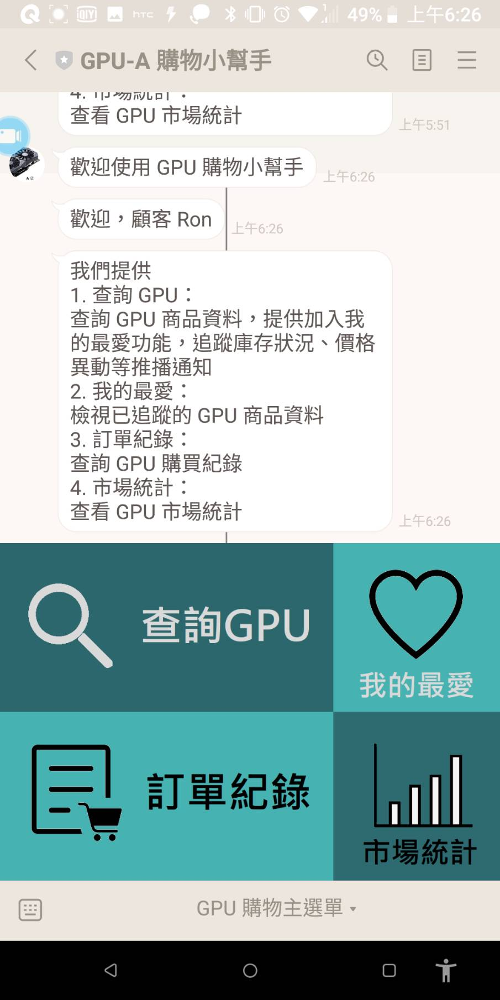 QIY
hTC
49%
上午6:26
GPU-A 購物小幫手
4. 市場統計：
查看 GPU 市場統計
上午5:51
歡迎使用 GPU 購物小幫手
上午6:26
歡迎，顧客 Ron
上午6:26
我們提供
1. 查詢 GPU：
查詢 GPU 商品資料，提供加入我
的最愛功能，追蹤庫存狀況、價格
異動等推播通知
2. 我的最愛：
檢視已追蹤的 GPU 商品資料
3. 訂單紀錄：
查詢 GPU 購買紀錄
4. 市場統計：
查看 GPU 市場統計
上午6:26
查詢GPU
我的最愛
訂單紀錄
市場統計
GPU 購物主選單